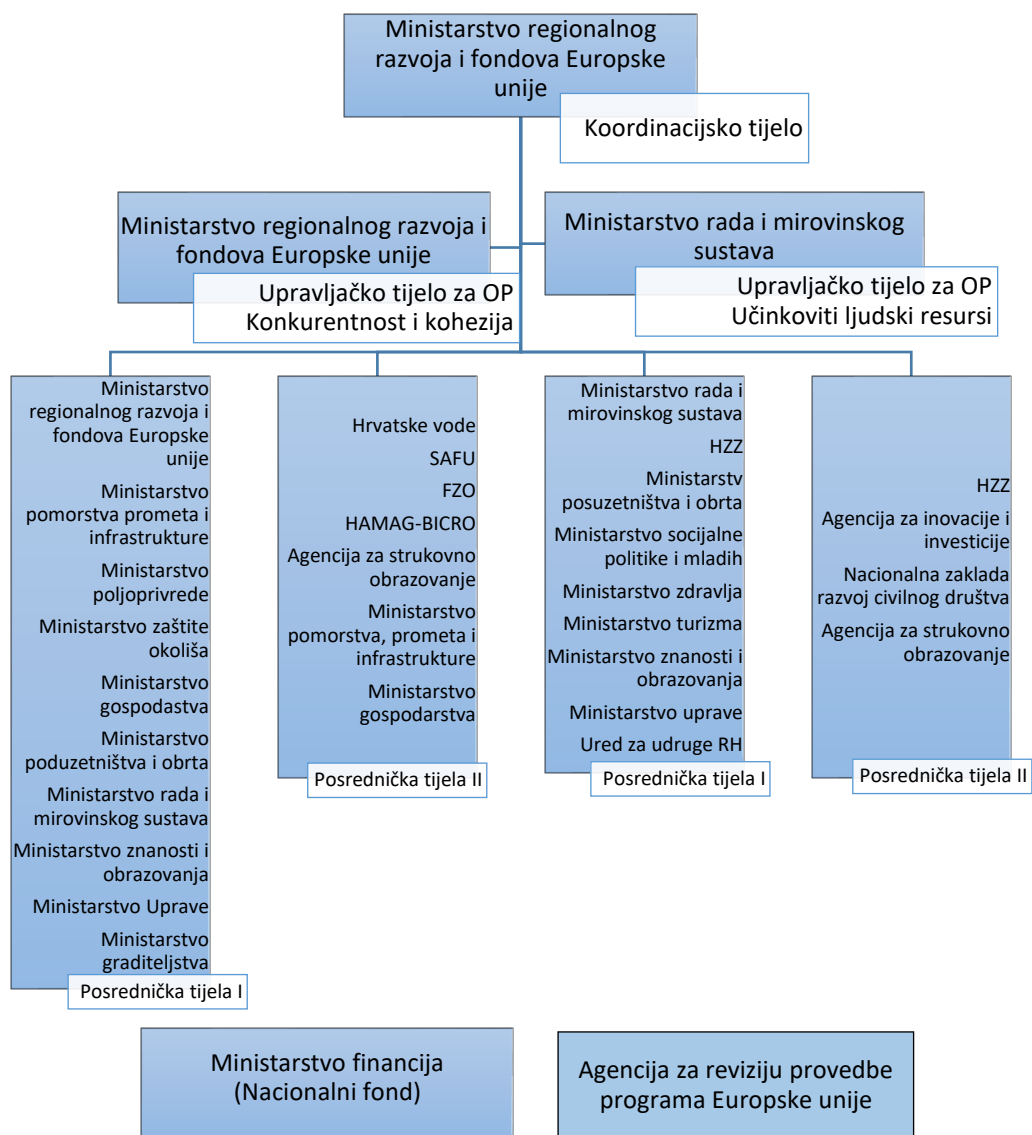 Ministarstvo regionalnog
razvoja i fondova Europske
unije
Koordinacijsko tijelo
Ministarstvo regionalnog razvoja i
fondova Europske unije
Upravljačko tijelo za OP
Konkurentnost i kohezija
Ministarstvo rada i mirovinskog
sustava
Upravljačko tijelo za OP
Učinkoviti ljudski resursi
Ministarstvo
regionalnog razvoja i
fondova Europske
unije
Ministarstvo
pomorstva prometa i
infrastrukture
Ministarstvo
poljoprivrede
Ministarstvo zaštite
okoliša
Ministarstvo
gospodastva
Ministarstvo
poduzetništva i obrta
Ministarstvo rada i
mirovinskog sustava
Ministarstvo znanosti i
obrazovanja
Ministarstvo Uprave
Ministarstvo
graditeljstva
Posrednička tijela I
Hrvatske vode
SAFU
FZO
HAMAG-BICRO
Agencija za strukovno
obrazovanje
Ministarstvo
pomorstva, prometa i
infrastrukture
Ministarstvo
gospodarstva
Posrednička tijela II
Ministarstvo rada i
mirovinskog sustava
HZZ
Ministarstv
posuzetništva i obrta
Ministarstvo socijalne
politike i mladih
Ministarstvo zdravlja
Ministarstvo turizma
Ministarstvo znanosti i
obrazovanja
Ministarstvo uprave
Ured za udruge RH
Posrednička tijela I
HZZ
Agencija za inovacije i
investicije
Nacionalna zaklada
razvoj civilnog društva
Agencija za strukovno
obrazovanje
Posrednička tijela II
Ministarstvo financija
(Nacionalni fond)
Agencija za reviziju provedbe
programa Europske unije